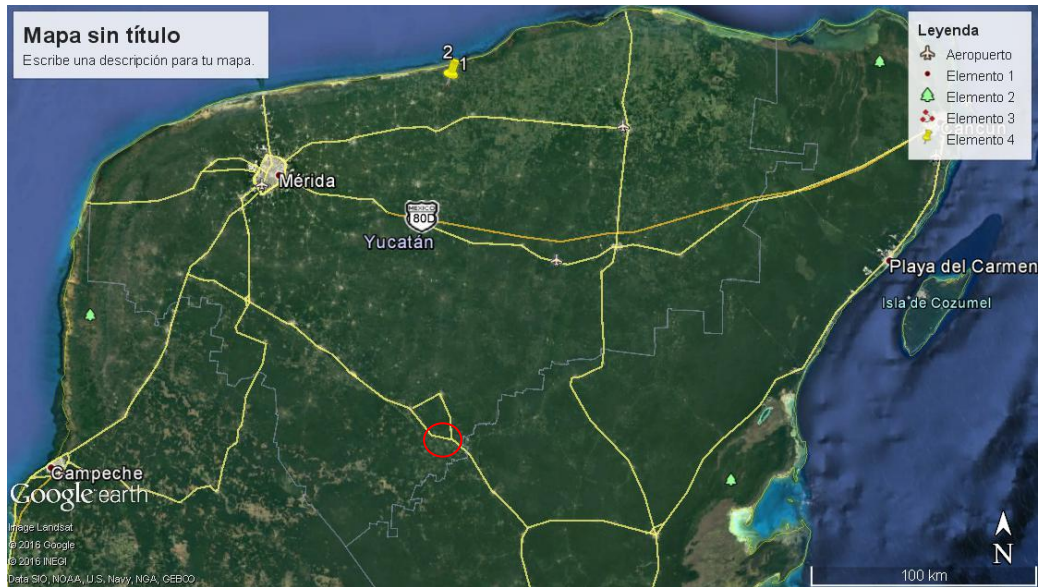 Mapa sin título
Escribe una descripción para tu mapa.
Leyenda
Aeropuerto
Elemento 1
Elemento 2
Elemento 3
Elemento 4
2
1
Cancún
Mérida
MEXICO
80D
Yucatán
Playa del Carmen
Isla de Cozumel
Campeche
Google earth
Image Landsat
© 2016 Google
© 2016 INEGI
Data SIO, NOAA, U.S. Navy, NGA, GEBCO
N
100 km